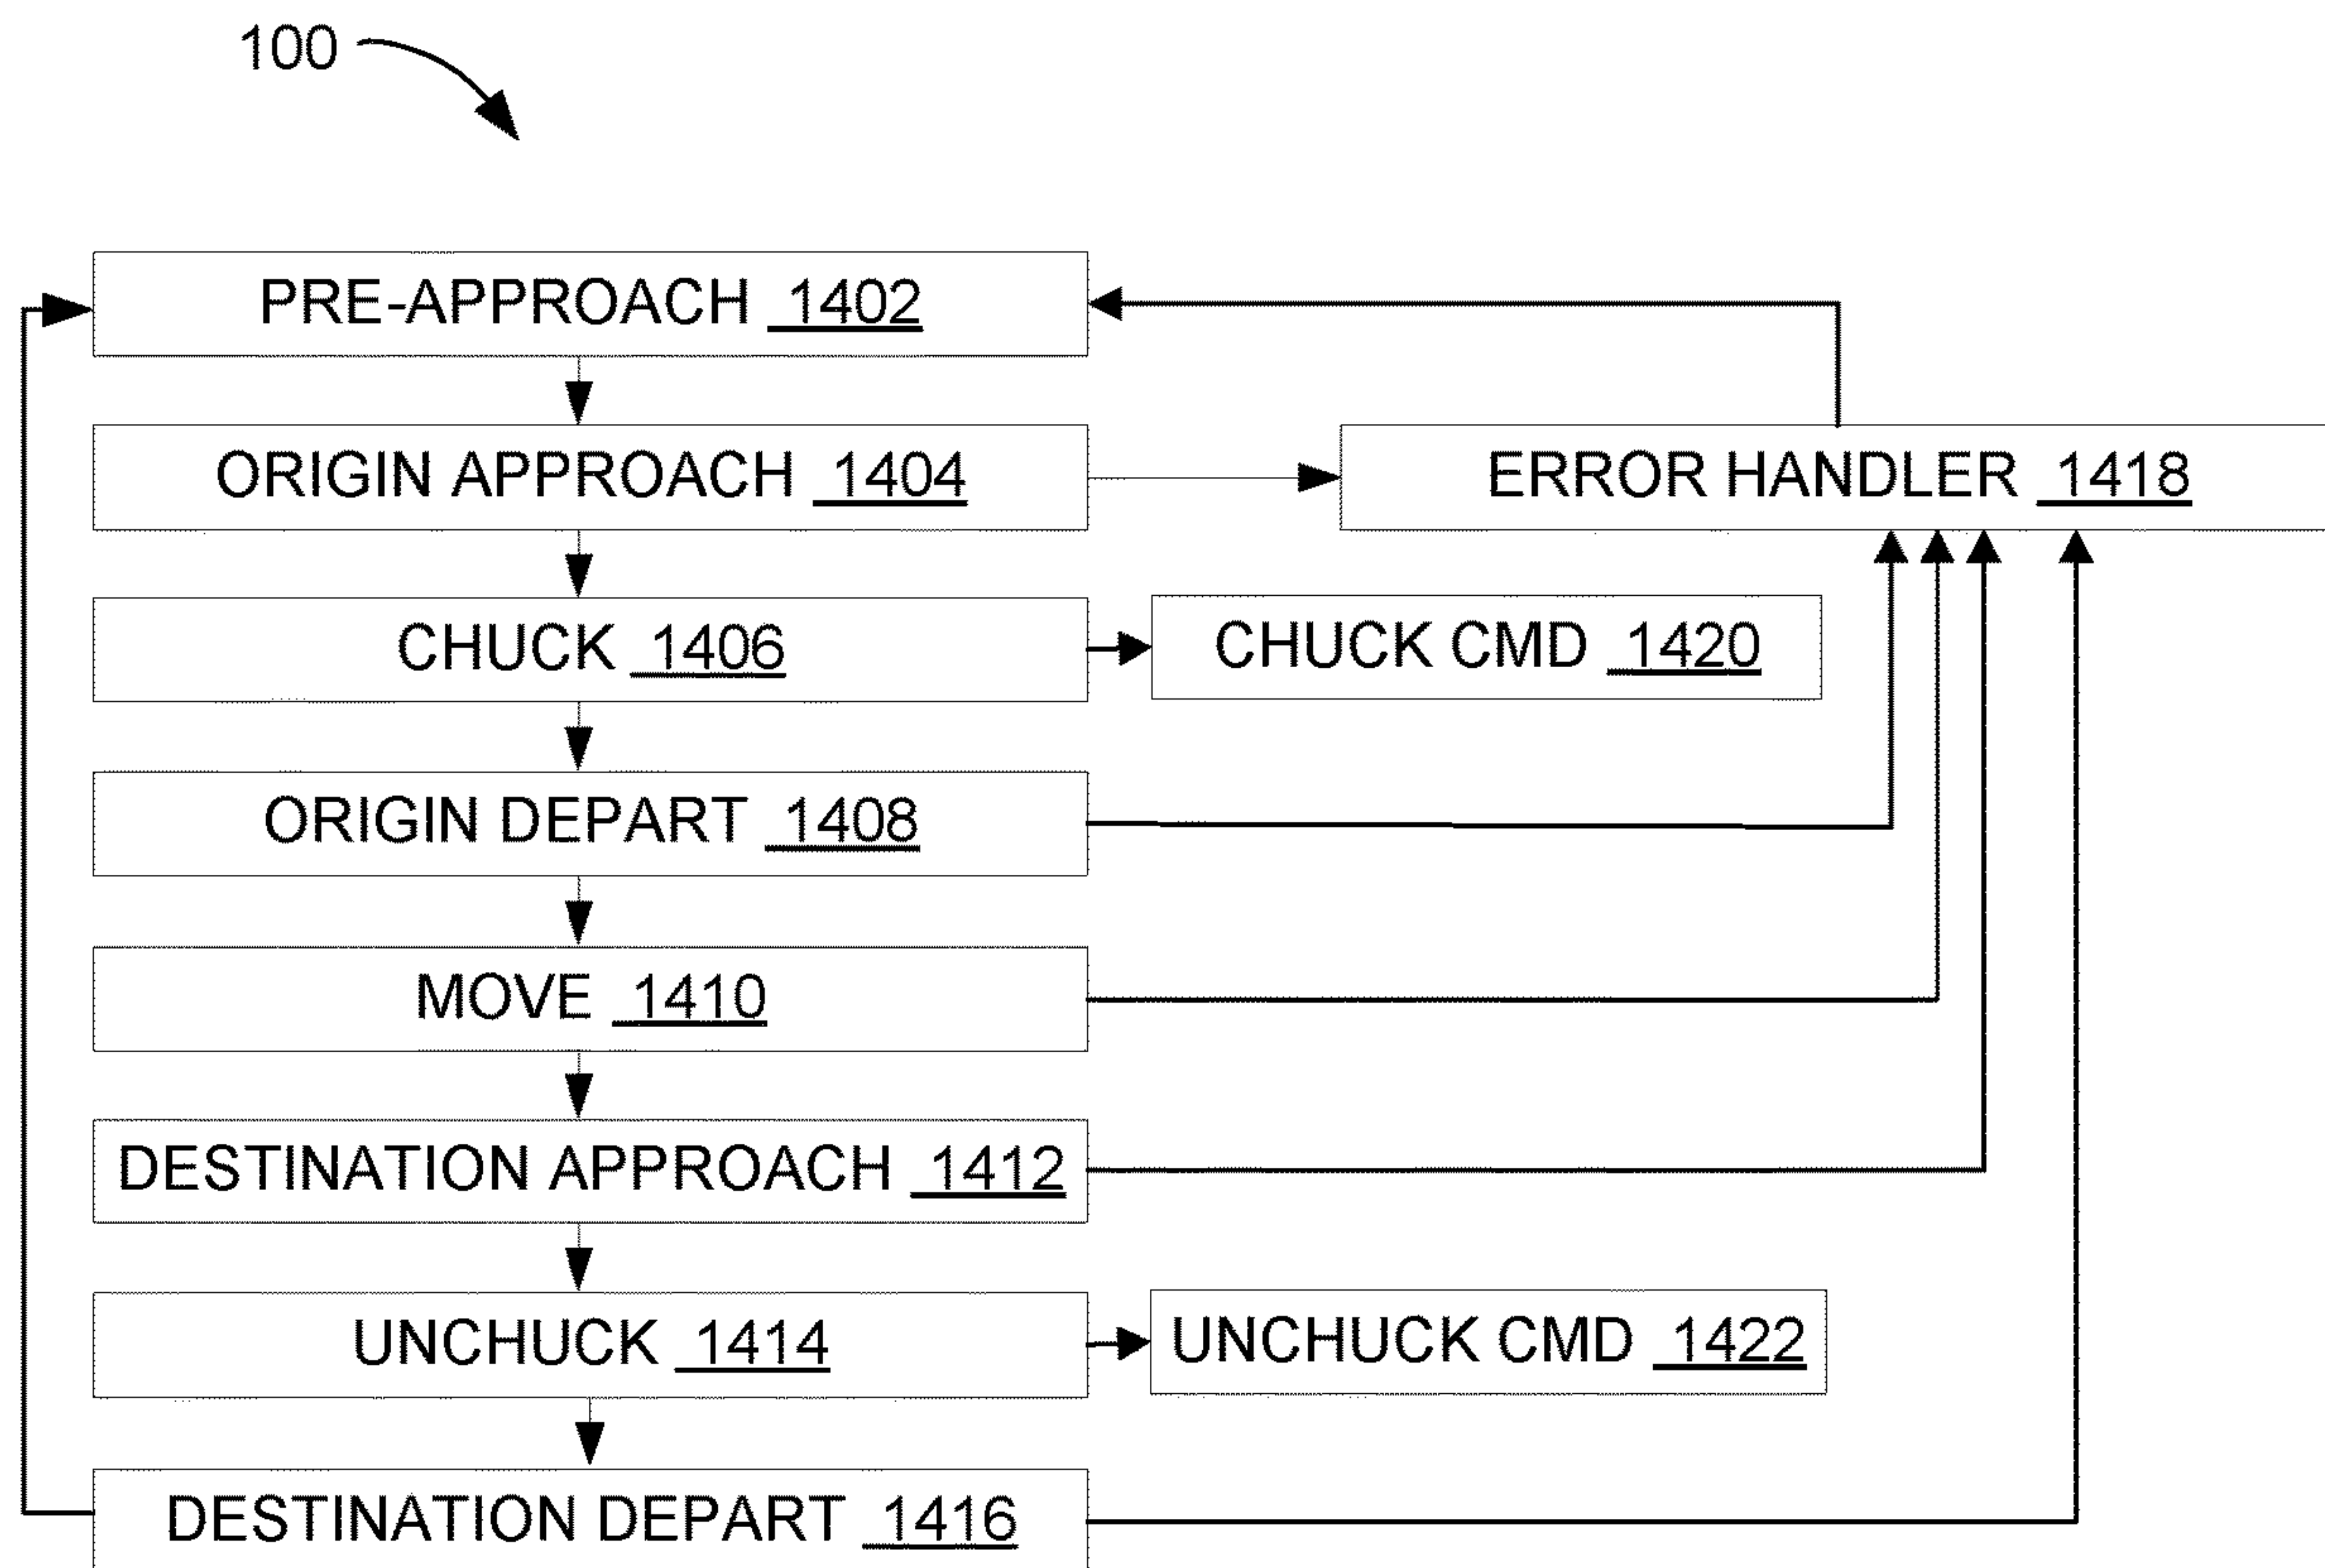 100
PRE-APPROACH 1402
ORIGIN APPROACH 1404
ERROR HANDLER 1418
CHUCK 1406
CHUCK CMD 1420
ORIGIN DEPART 1408
MOVE 1410
DESTINATION APPROACH 1412
UNCHUCK 1414
UNCHUCK CMD 1422
DESTINATION DEPART 1416